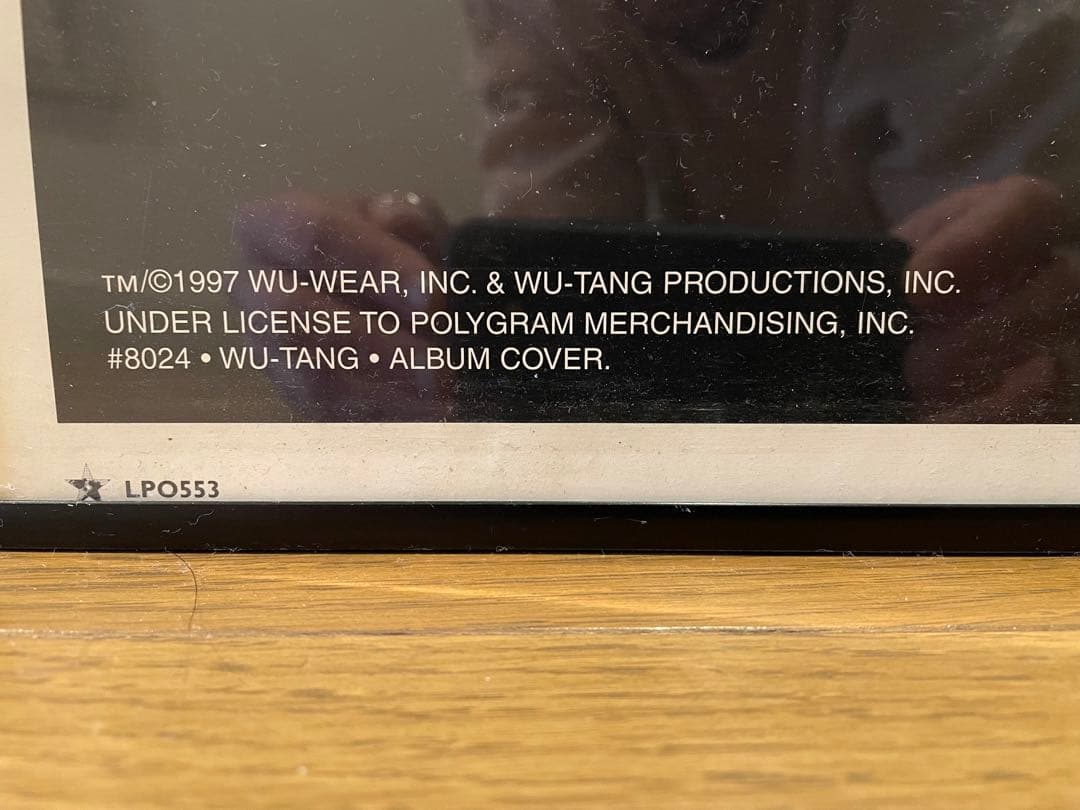 TM/©1997 WU-WEAR, INC. & WU-TANG PRODUCTIONS, INC.
UNDER LICENSE TO POLYGRAM MERCHANDISING, INC.
#8024 • WU-TANG • ALBUM COVER.
LPO553